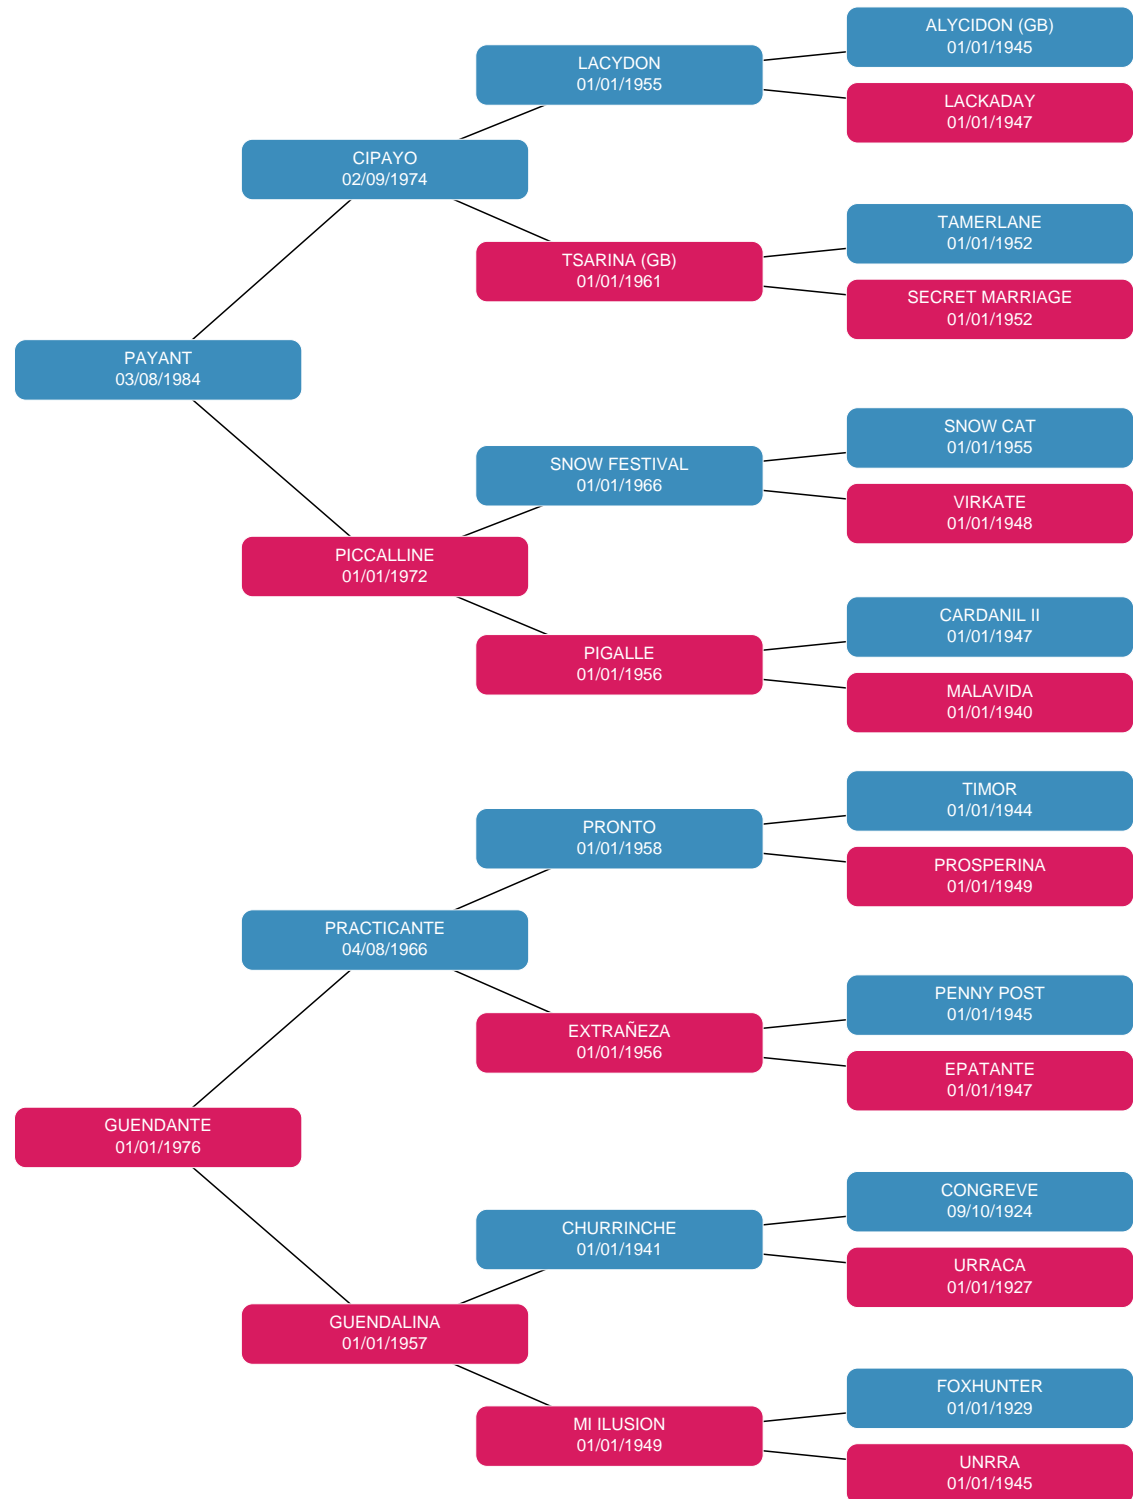 ALYCIDON (GB)
01/01/1945
LACYDON
01/01/1955
LACKADAY
01/01/1947
CIPAYO
02/09/1974
TAMERLANE
01/01/1952
TSARINA (GB)
01/01/1961
SECRET MARRIAGE
01/01/1952
PAYANT
03/08/1984
SNOW CAT
01/01/1955
SNOW FESTIVAL
01/01/1966
VIRKATE
01/01/1948
PICCALLINE
01/01/1972
CARDANIL II
01/01/1947
PIGALLE
01/01/1956
MALAVIDA
01/01/1940
TIMOR
01/01/1944
PRONTO
01/01/1958
PROSPERINA
01/01/1949
PRACTICANTE
04/08/1966
PENNY POST
01/01/1945
EXTRAÑEZA
01/01/1956
EPATANTE
01/01/1947
GUENDANTE
01/01/1976
CONGREVE
09/10/1924
CHURRINCHE
01/01/1941
URRACA
01/01/1927
GUENDALINA
01/01/1957
FOXHUNTER
01/01/1929
MI ILUSION
01/01/1949
UNRRA
01/01/1945